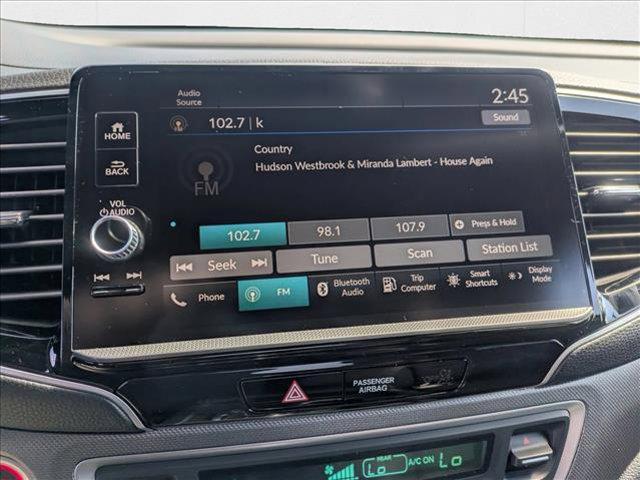 Audio
Source
2:45
102.7 | k
Sound
HOME
BACK
Country
Hudson Westbrook & Miranda Lambert - House Again
FM
VOL
AUDIO
102.7
98.1
107.9
Press & Hold
Seek
Tune
Scan
Station List
Phone
FM
Bluetooth
Audio
Trip
Computer
Smart
Shortcuts
Display
Mode
PASSENGER
AIRBAG
REAR
Lo
A/C ON
Lo